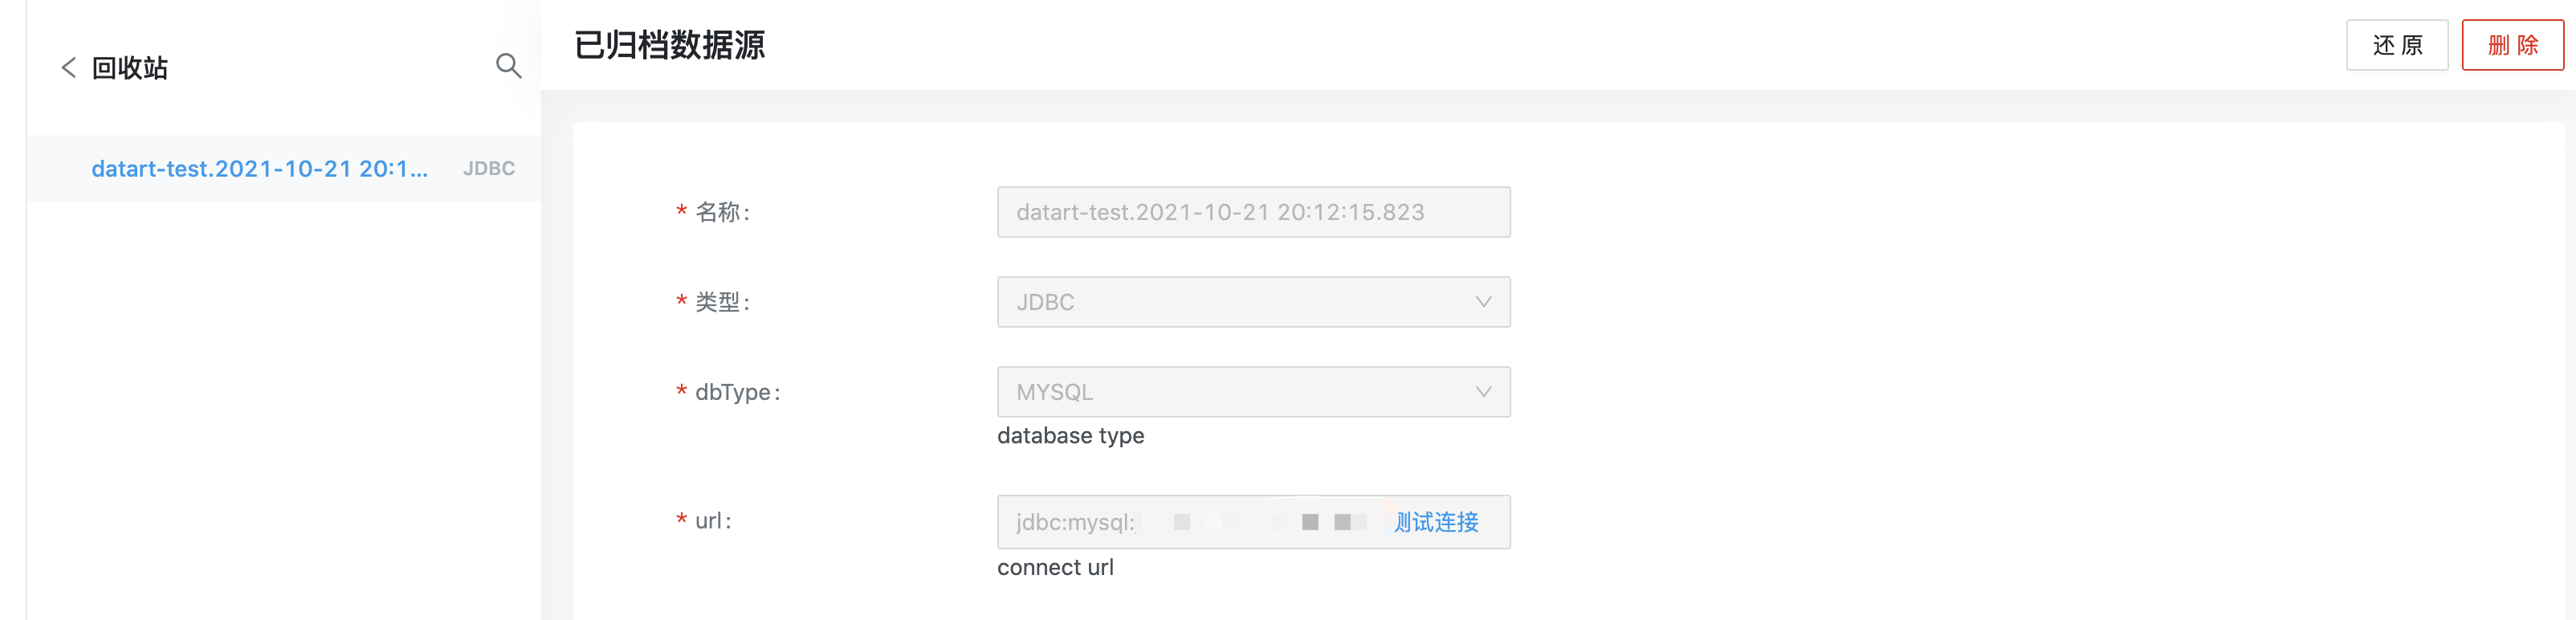 回收站
datart-test.2021-10-21 20:1...
JDBC
已归档数据源
还 原
删 除
* 名称:
datart-test.2021-10-21 20:12:15.823
* 类型:
JDBC
* dbType:
MYSQL
database type
* url:
jdbc:mysql:
测试连接
connect url